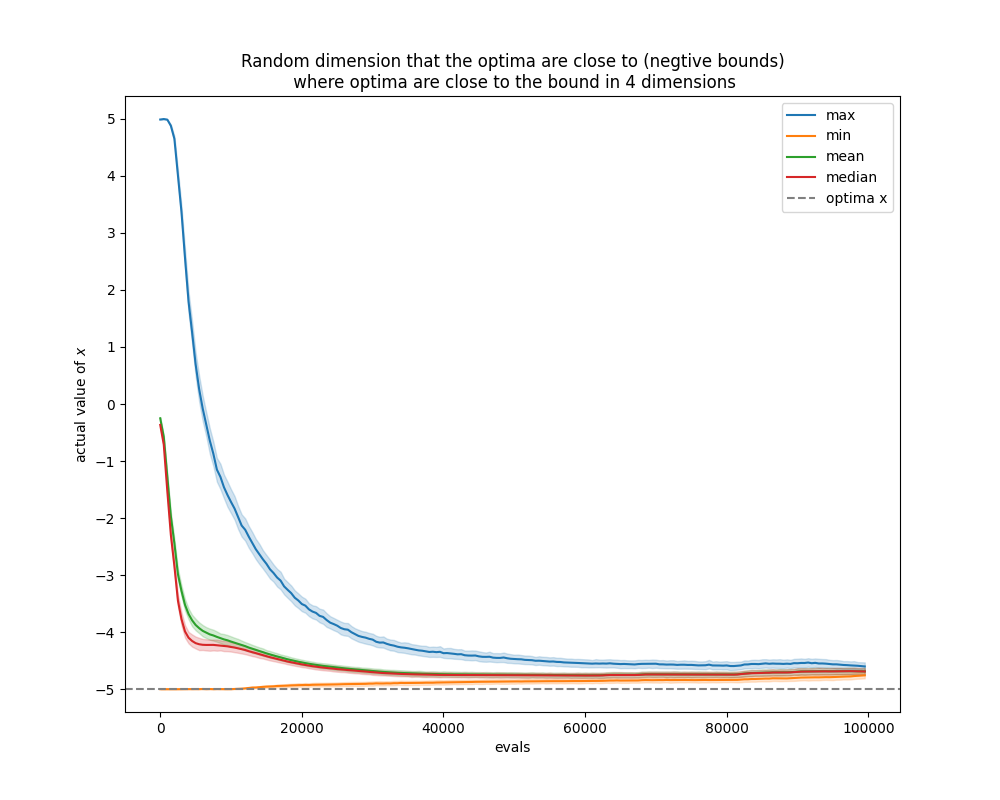 Random dimension that the optima are close to (negtive bounds)
where optima are close to the bound in 4 dimensions
max
min
mean
median
optima x
actual value of x
5
4
3
2
1
0
−1
−2
−3
−4
−5
0
20000
40000
60000
80000
100000
evals